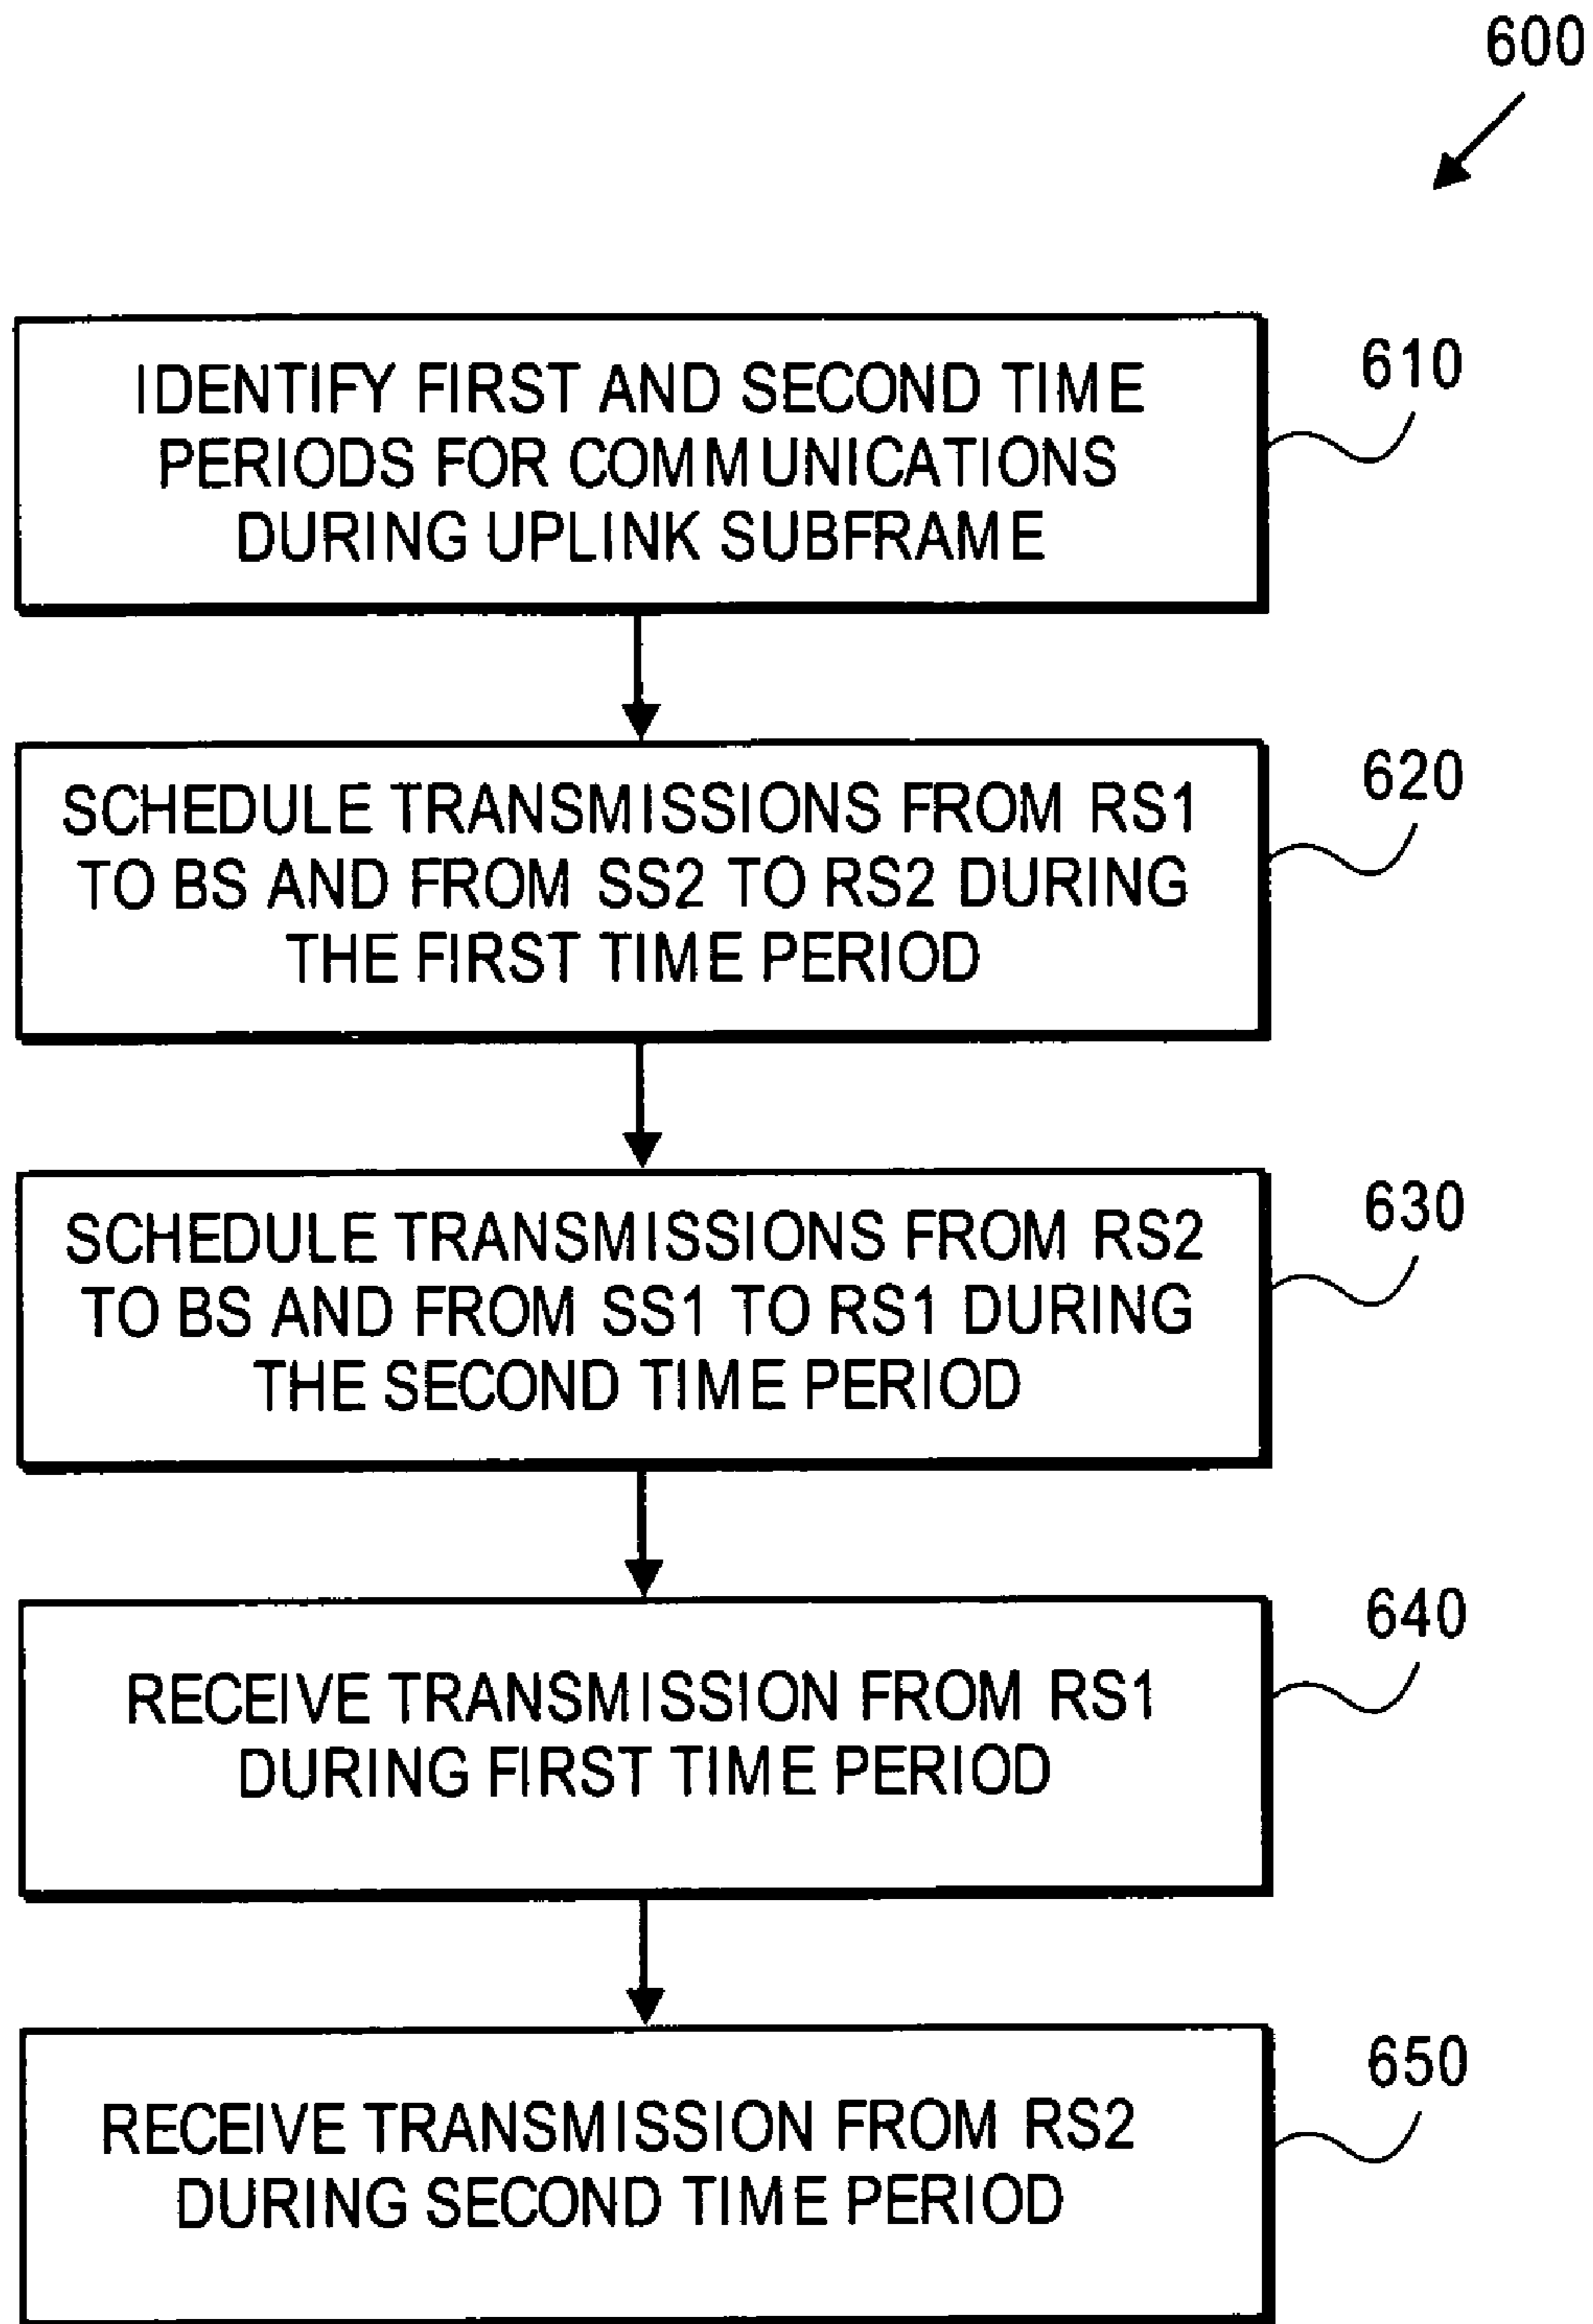 600
IDENTIFY FIRST AND SECOND TIME
PERIODS FOR COMMUNICATIONS
DURING UPLINK SUBFRAME
610
SCHEDULE TRANSMISSIONS FROM RS1
TO BS AND FROM SS2 TO RS2 DURING
THE FIRST TIME PERIOD
620
SCHEDULE TRANSMISSIONS FROM RS2
TO BS AND FROM SS1 TO RS1 DURING
THE SECOND TIME PERIOD
630
RECEIVE TRANSMISSION FROM RS1
DURING FIRST TIME PERIOD
640
RECEIVE TRANSMISSION FROM RS2
DURING SECOND TIME PERIOD
650